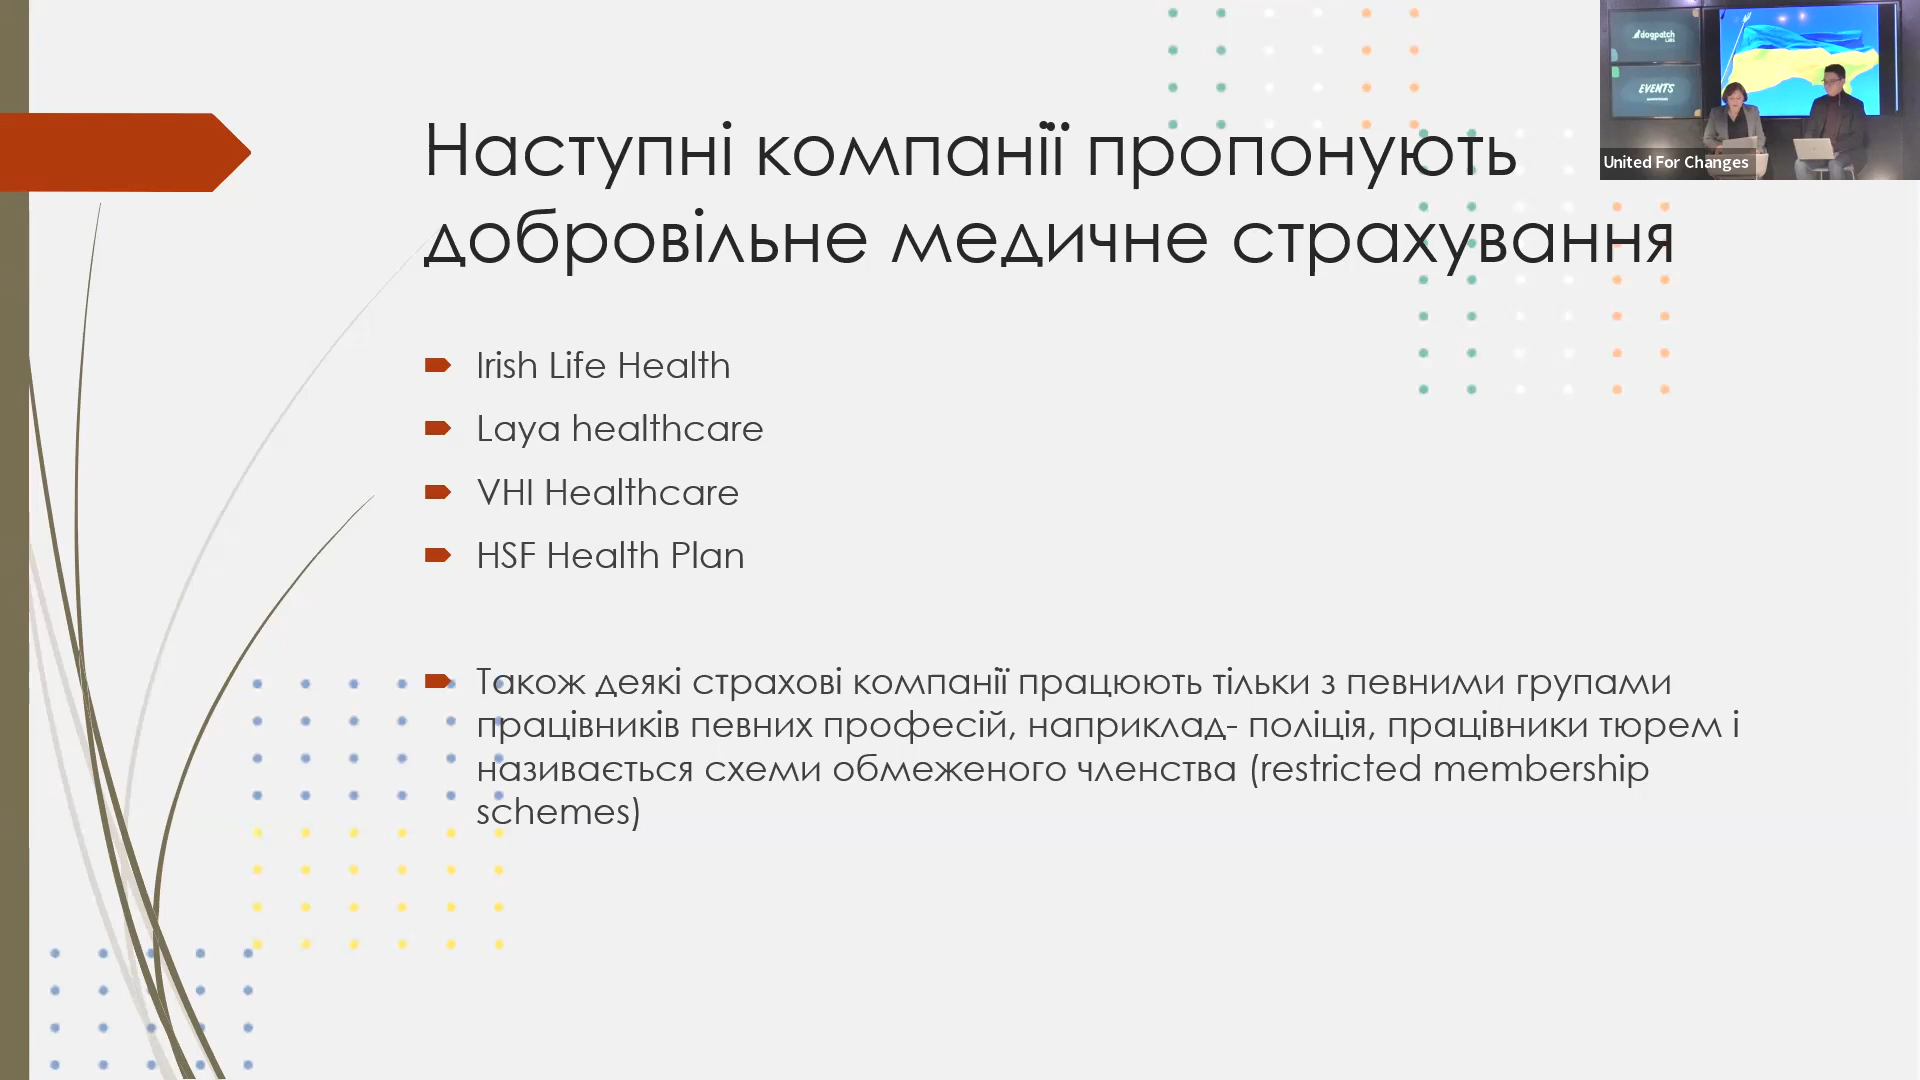 Наступні компанії пропонують
добровільне медичне страхування
Irish Life Health
Laya healthcare
VHI Healthcare
HSF Health Plan
Також деякі страхові компанії працюють тільки з певними групами
працівників певних професій, наприклад- поліція, працівники тюрем і
називається схеми обмеженого членства (restricted membership
schemes)
dogpatch
LABS
EVENTS
United For Changes